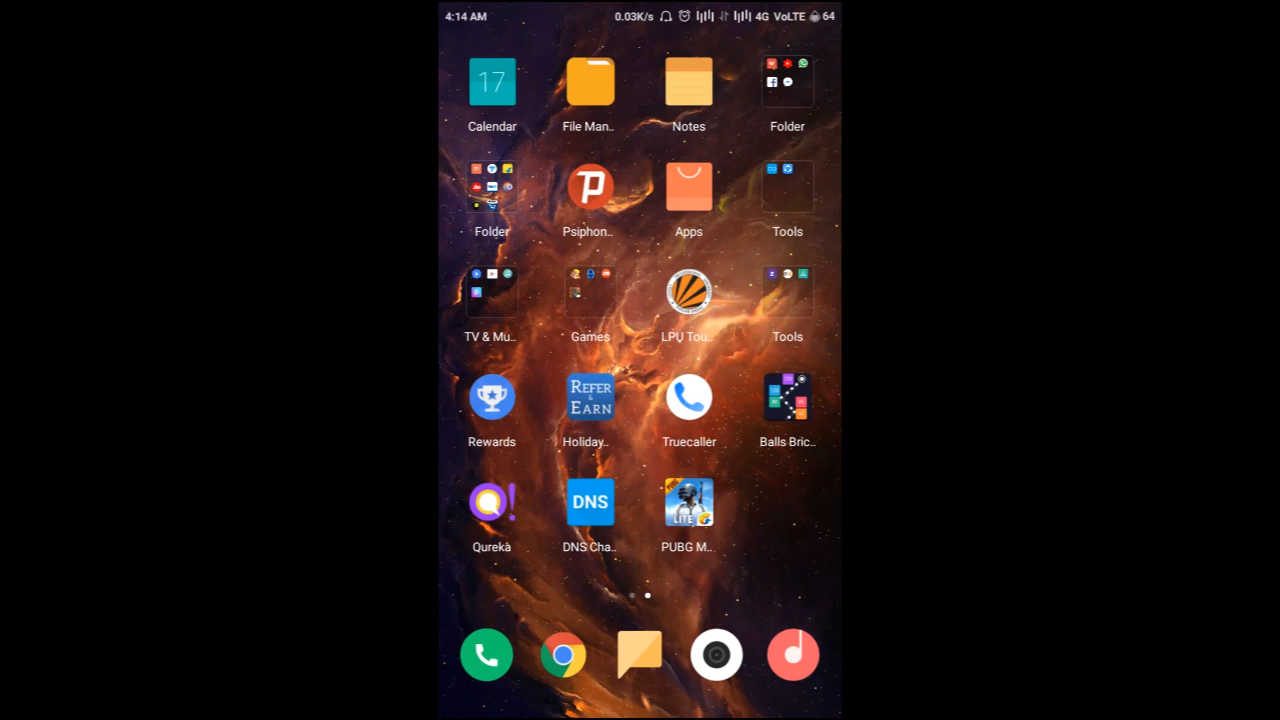 4:14 AM 0.03K/s 4G VoLTE 64
17
Calendar File Man.. Notes Folder
Folder Psiphon.. Apps Tools
TV & Mu.. Games LPU Tou.. Tools
REFER
&
EARN
Rewards Holiday.. Truecaller Balls Bric..
DNS
LITE
Qureka DNS Cha.. PUBG M..